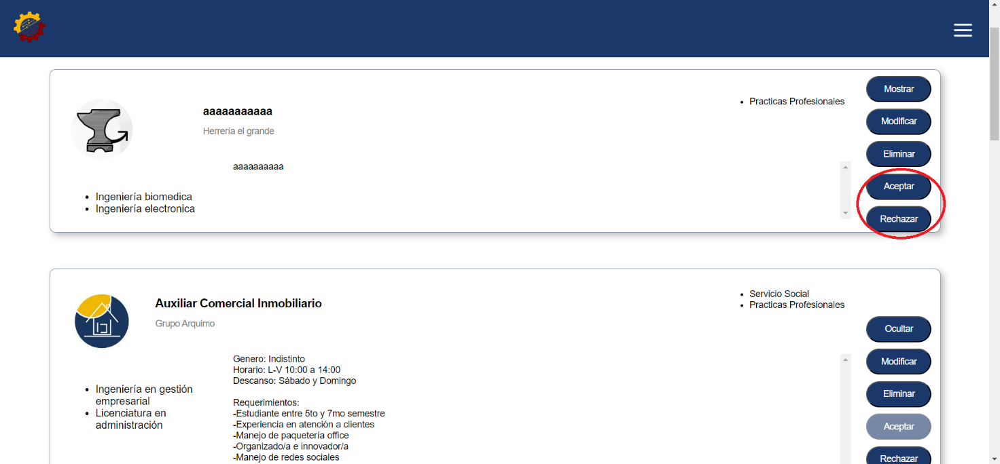 aaaaaaaaaaa
Herrería el grande
aaaaaaaaaa
Ingeniería biomedica
Ingeniería electronica
Practicas Profesionales
Mostrar
Modificar
Eliminar
Aceptar
Rechazar
Auxiliar Comercial Inmobiliario
Grupo Arquimo
Ingeniería en gestión
empresarial
Licenciatura en
administración
Genero: Indistinto
Horario: L-V 10:00 a 14:00
Descanso: Sábado y Domingo
Requerimientos:
-Estudiante entre 5to y 7mo semestre
-Experiencia en atención a clientes
-Manejo de paquetería office
-Organizado/a e innovador/a
-Manejo de redes sociales
Servicio Social
Practicas Profesionales
Ocultar
Modificar
Eliminar
Aceptar
Rechazar